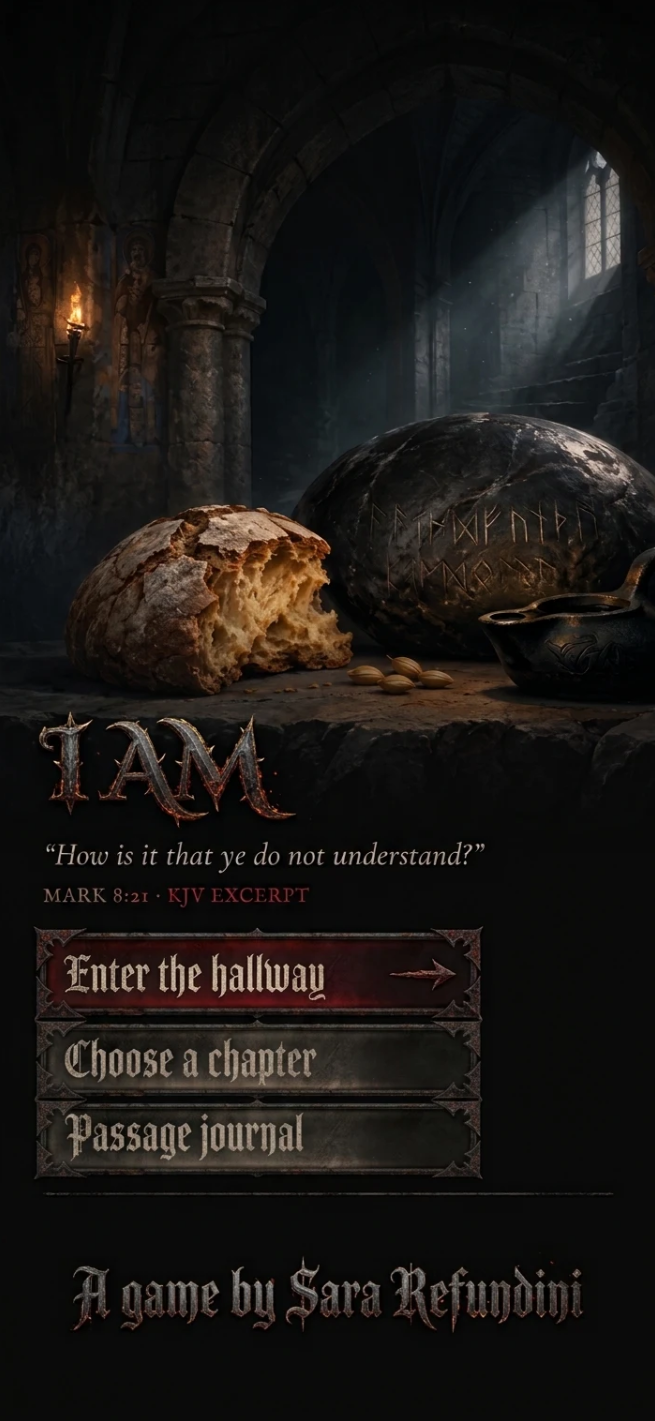 I AM
“How is it that ye do not understand?”
MARK 8:21 · KJV EXCERPT
Enter the hallway
Choose a chapter
Passage journal
A game by Sara Refundini